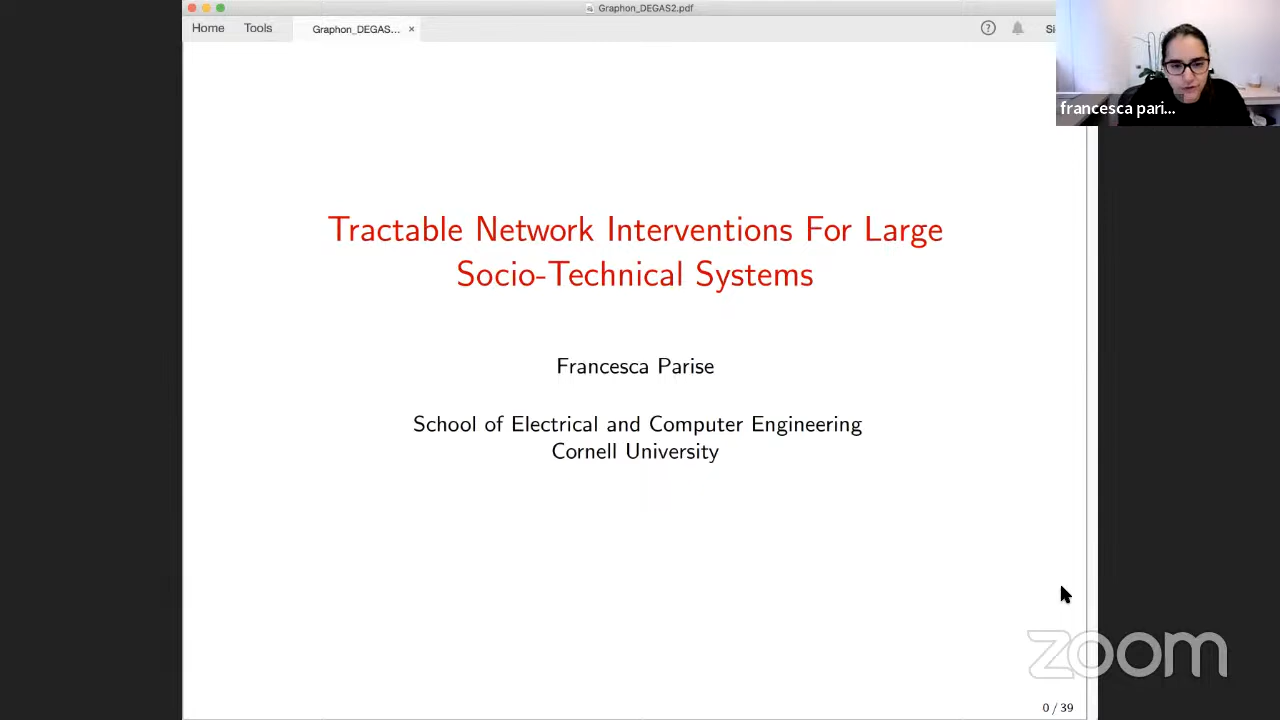 Graphon_DEGAS2.pdf
Home Tools Graphon_DEGAS... × ? Si
francesca pari...
Tractable Network Interventions For Large
Socio-Technical Systems
Francesca Parise
School of Electrical and Computer Engineering
Cornell University
zoom
0 / 39